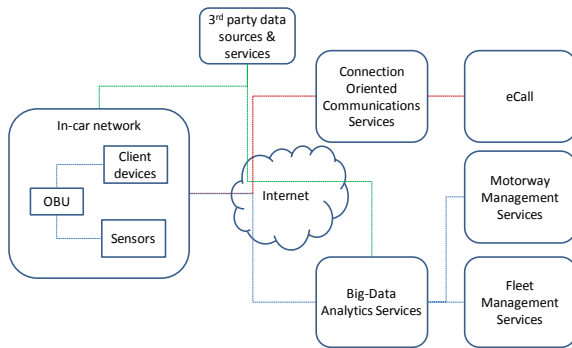 3rd party data
sources &
services
Connection
Oriented
Communications
Services
eCall
In-car network
Client
devices
OBU
Sensors
Internet
Motorway
Management
Services
Big-Data
Analytics Services
Fleet
Management
Services